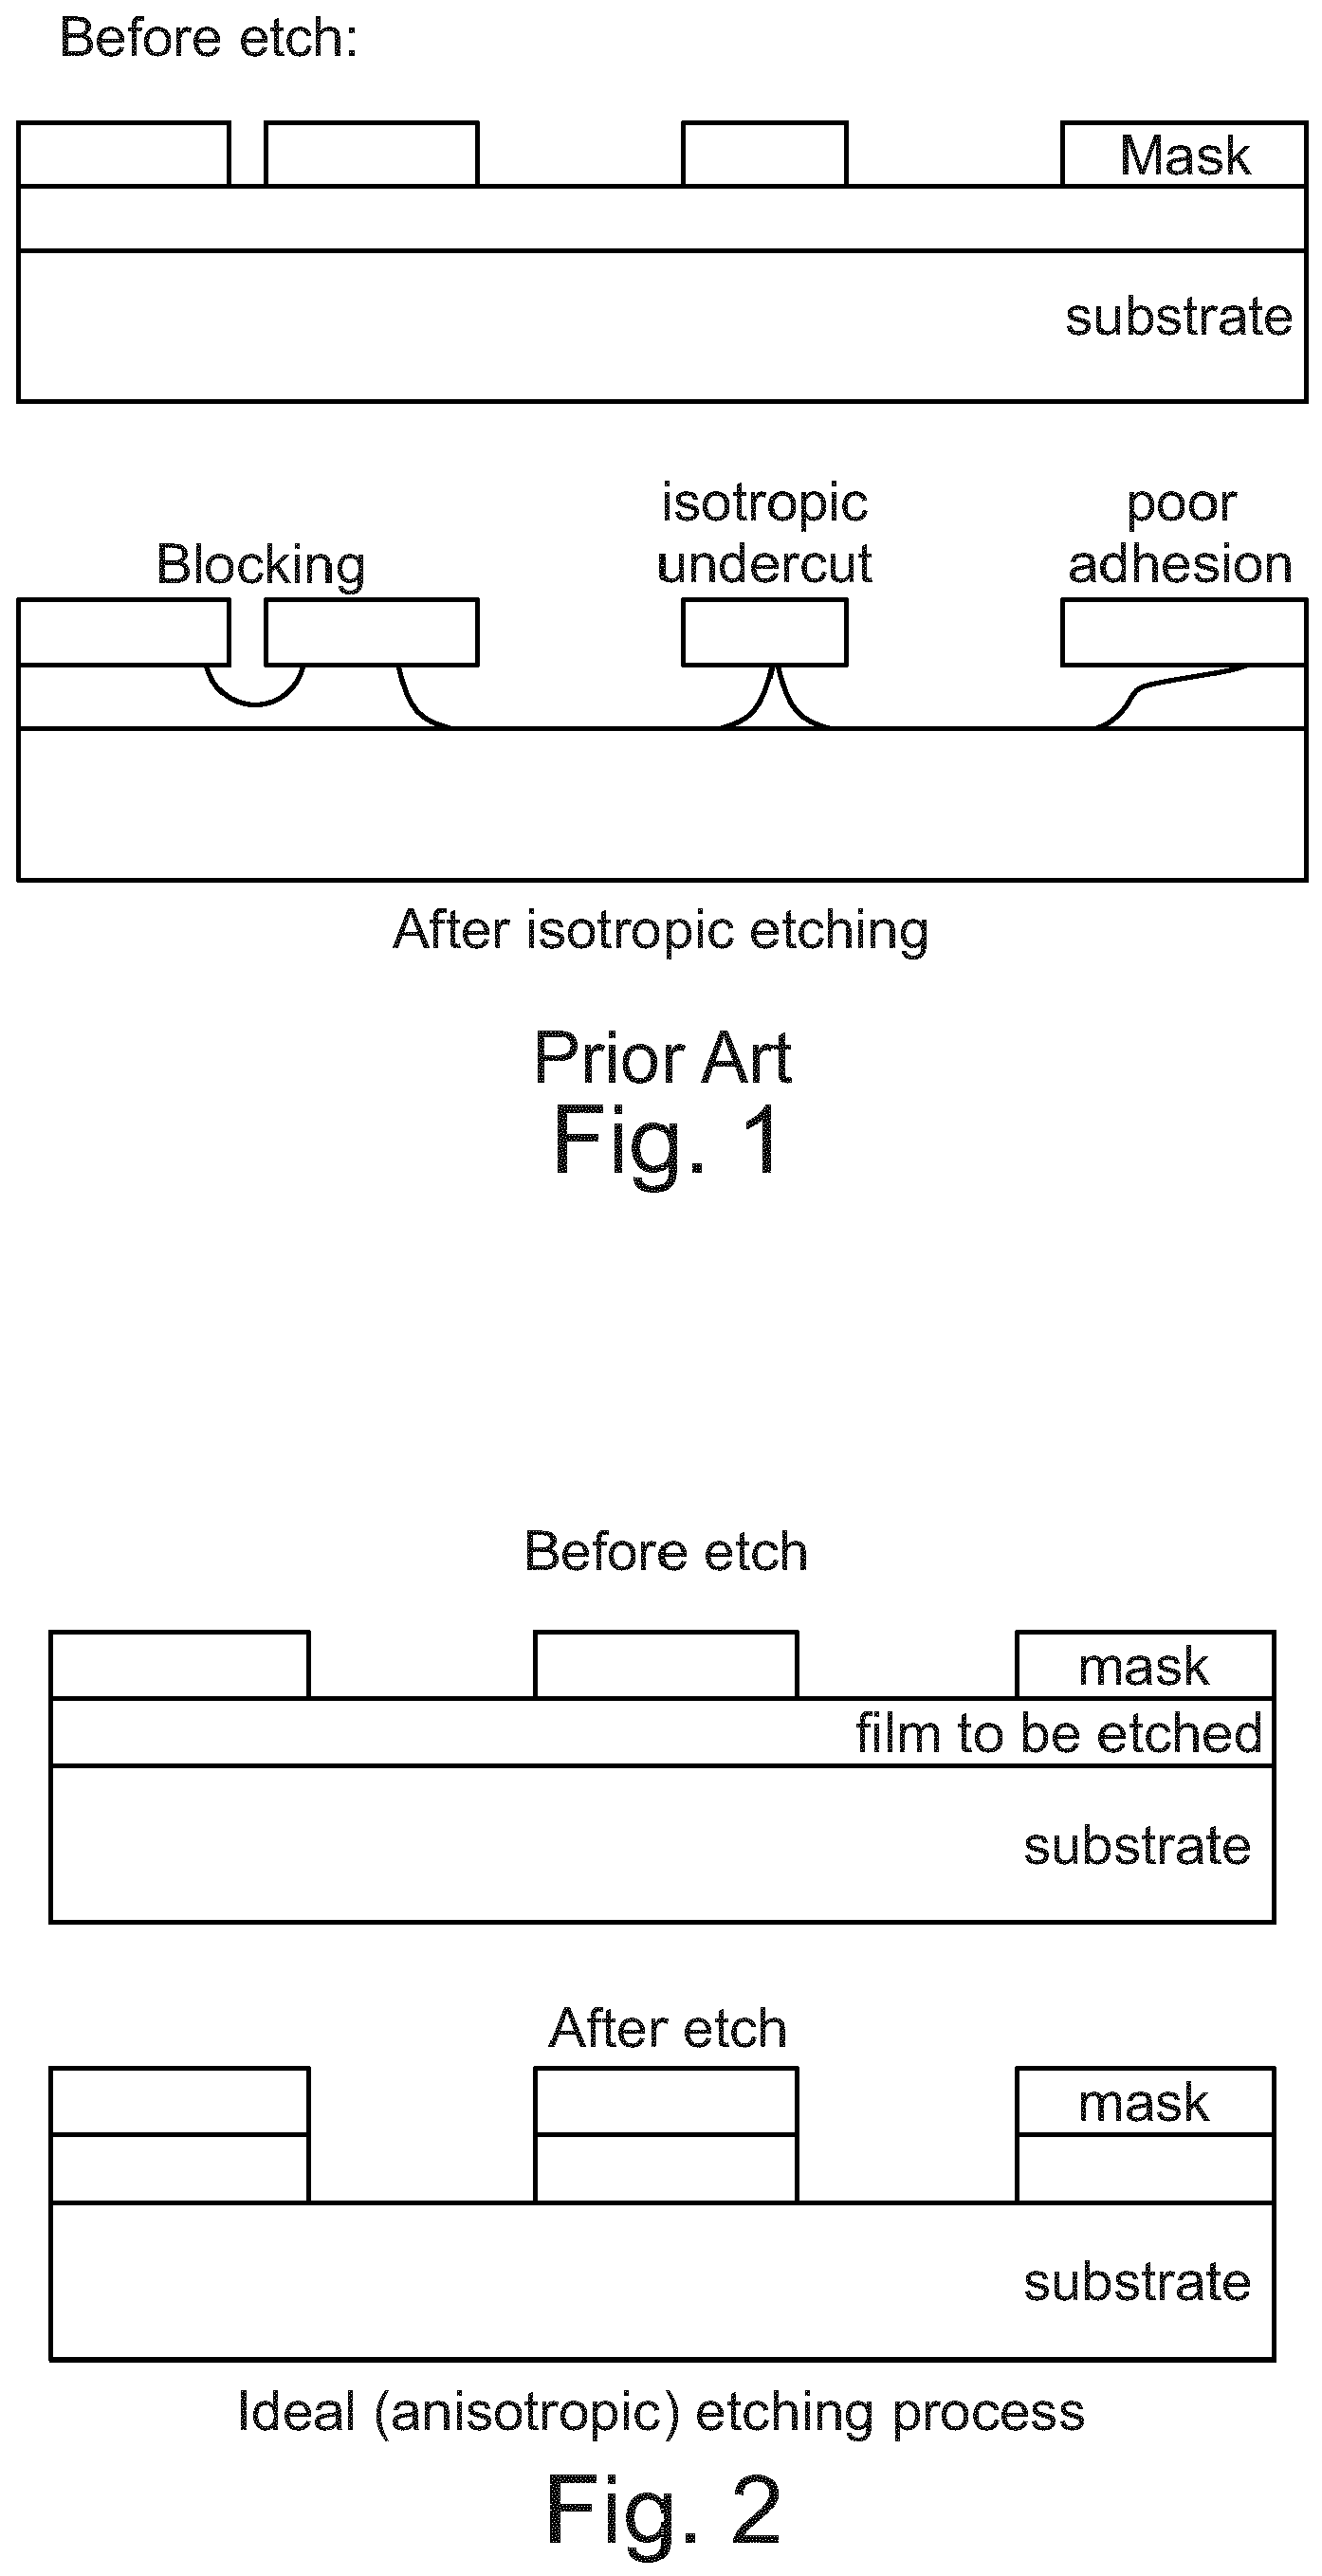 Before etch:
Mask
substrate
isotropic
undercut
poor
adhesion
Blocking
After isotropic etching
Prior Art
Fig. 1
Before etch
mask
film to be etched
substrate
After etch
mask
substrate
Ideal (anisotropic) etching process
Fig. 2